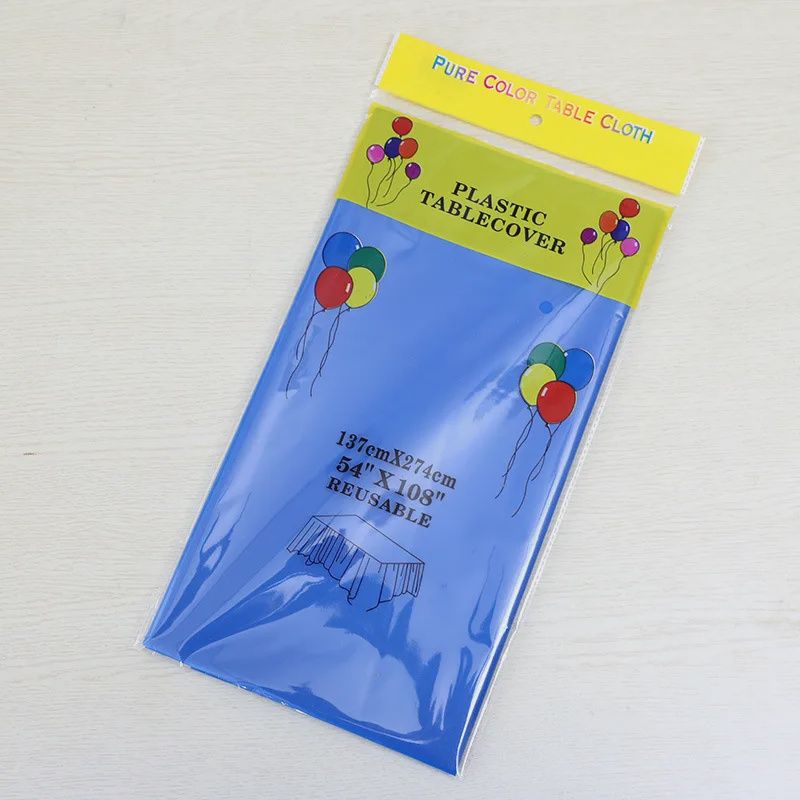 PURE COLOR TABLE CLOTH
PLASTIC
TABLECOVER
137cmX274cm
54" X 108"
REUSABLE